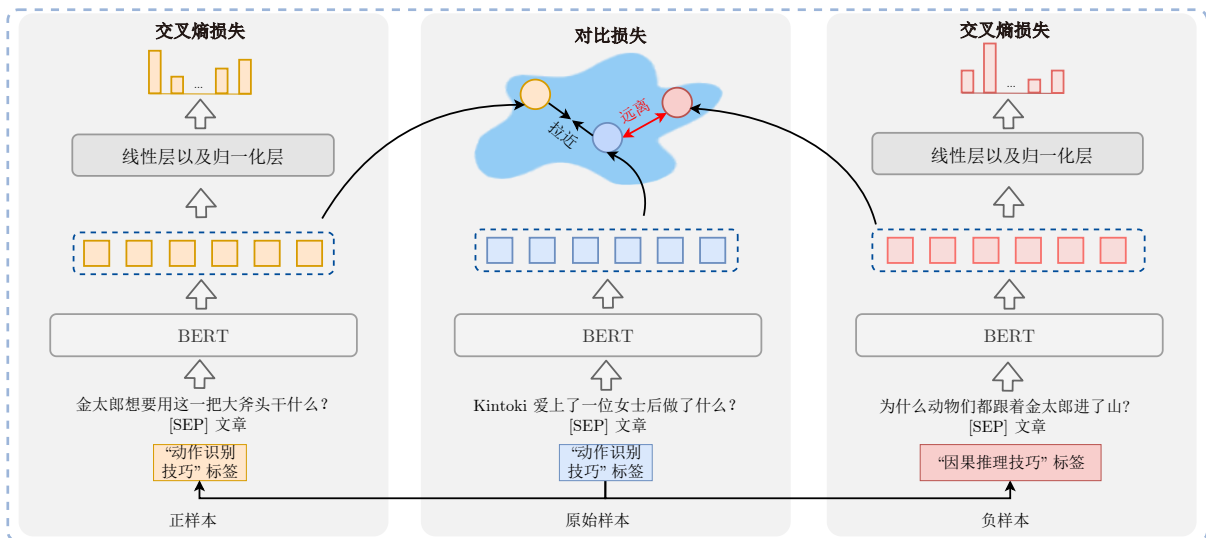 交叉熵损失
...
线性层以及归一化层
BERT
金太郎想要用这一把大斧头干什么？
[SEP] 文章
“动作识别
技巧” 标签
正样本
对比损失
拉近
远离
BERT
Kintoki 爱上了一位女士后做了什么？
[SEP] 文章
“动作识别
技巧” 标签
原始样本
交叉熵损失
...
线性层以及归一化层
BERT
为什么动物们都跟着金太郎进了山?
[SEP] 文章
“因果推理技巧” 标签
负样本